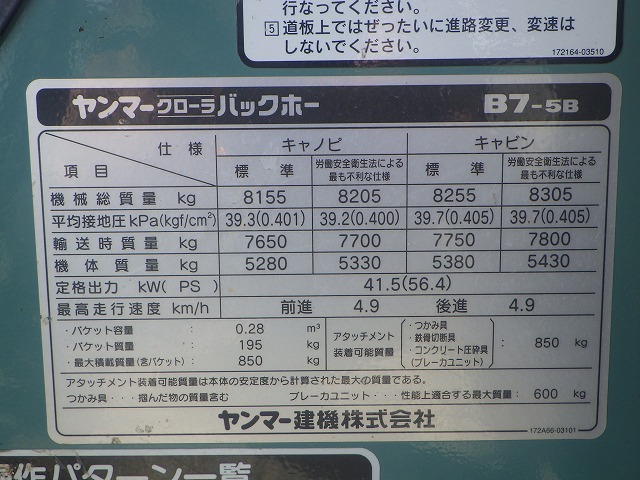 行なってください。
5 道板上ではぜったいに進路変更、変速は
しないでください。
172164-03510
ヤンマークローラバックホー B7-5B
仕様 キャノピ キャビン
項目 標準 労働安全衛生法による最も不利な仕様 標準 労働安全衛生法による最も不利な仕様
機械総質量 kg 8155 8205 8255 8305
平均接地圧 kPa(kgf/cm²) 39.3(0.401) 39.2(0.400) 39.7(0.405) 39.7(0.405)
輸送時質量 kg 7650 7700 7750 7800
機体質量 kg 5280 5330 5380 5430
定格出力 kW(PS) 41.5(56.4)
最高走行速度 km/h 前進 4.9 後進 4.9
・バケット容量 : 0.28 m³
・バケット質量 : 195 kg
・最大積載質量(含バケット) : 850 kg
アタッチメント装着可能質量
・つかみ具
・鉄骨切断具
・コンクリート圧砕具
(ブレーカユニット)
: 850 kg
アタッチメント装着可能質量は本体の安定度から計算された最大の質量である。
つかみ具・・・掴んだ物の質量含む ブレーカユニット・・・性能上適合する最大質量 : 600 kg
ヤンマー建機株式会社
172A66-03101
操作パターン一覧